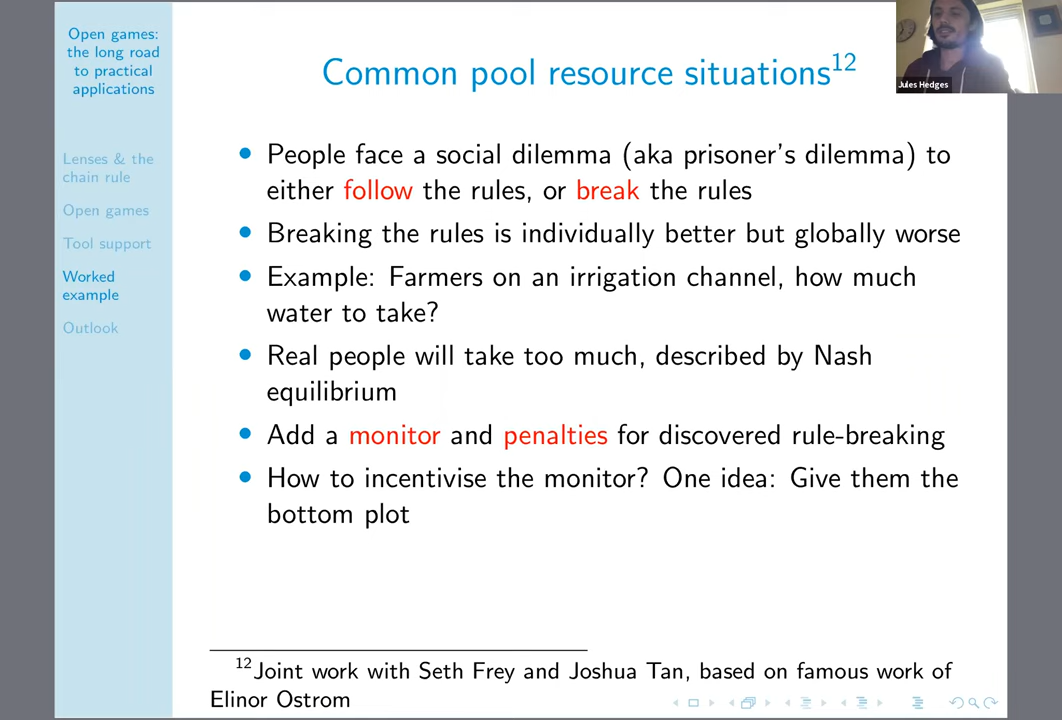 Open games:
the long road
to practical
applications
Lenses & the
chain rule
Open games
Tool support
Worked
example
Outlook
Common pool resource situations12
Jules Hedges
• People face a social dilemma (aka prisoner's dilemma) to
either follow the rules, or break the rules
• Breaking the rules is individually better but globally worse
• Example: Farmers on an irrigation channel, how much
water to take?
• Real people will take too much, described by Nash
equilibrium
• Add a monitor and penalties for discovered rule-breaking
• How to incentivise the monitor? One idea: Give them the
bottom plot
12Joint work with Seth Frey and Joshua Tan, based on famous work of
Elinor Ostrom